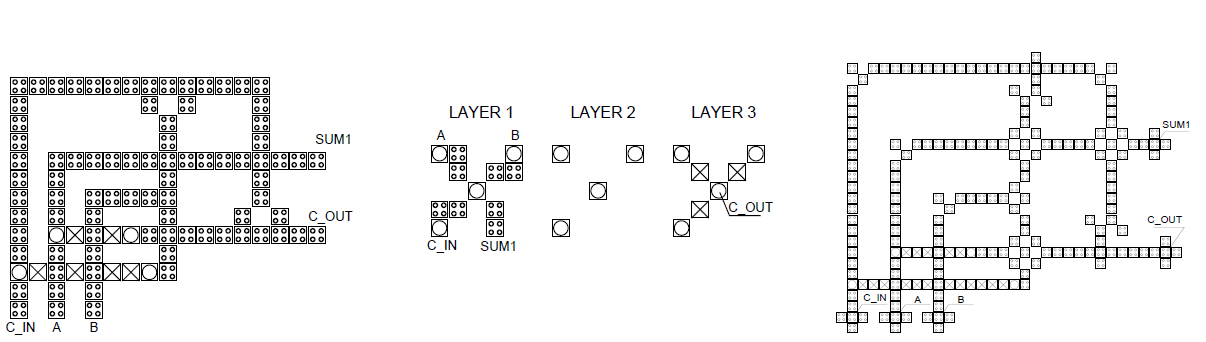 SUM1
C_OUT
C_IN A B
LAYER 1 LAYER 2 LAYER 3
A B
C_OUT
C_IN SUM1
SUM1
C_OUT
C_IN A B